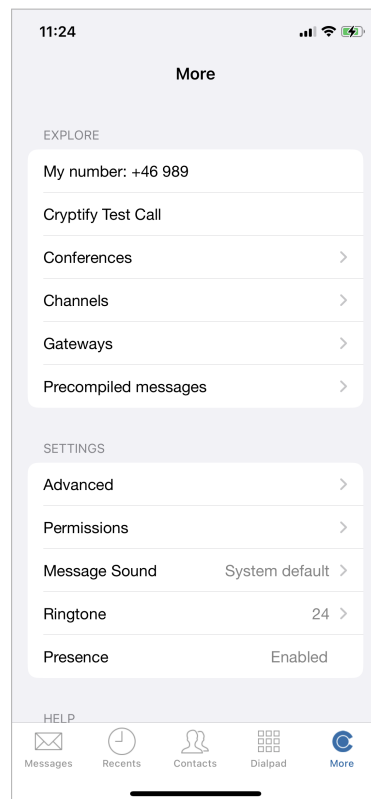 11:24
More
EXPLORE
My number: +46 989
Cryptify Test Call
Conferences
Channels
Gateways
Precompiled messages
SETTINGS
Advanced
Permissions
Message Sound System default
Ringtone 24
Presence Enabled
HELP
Messages Recents Contacts Dialpad More